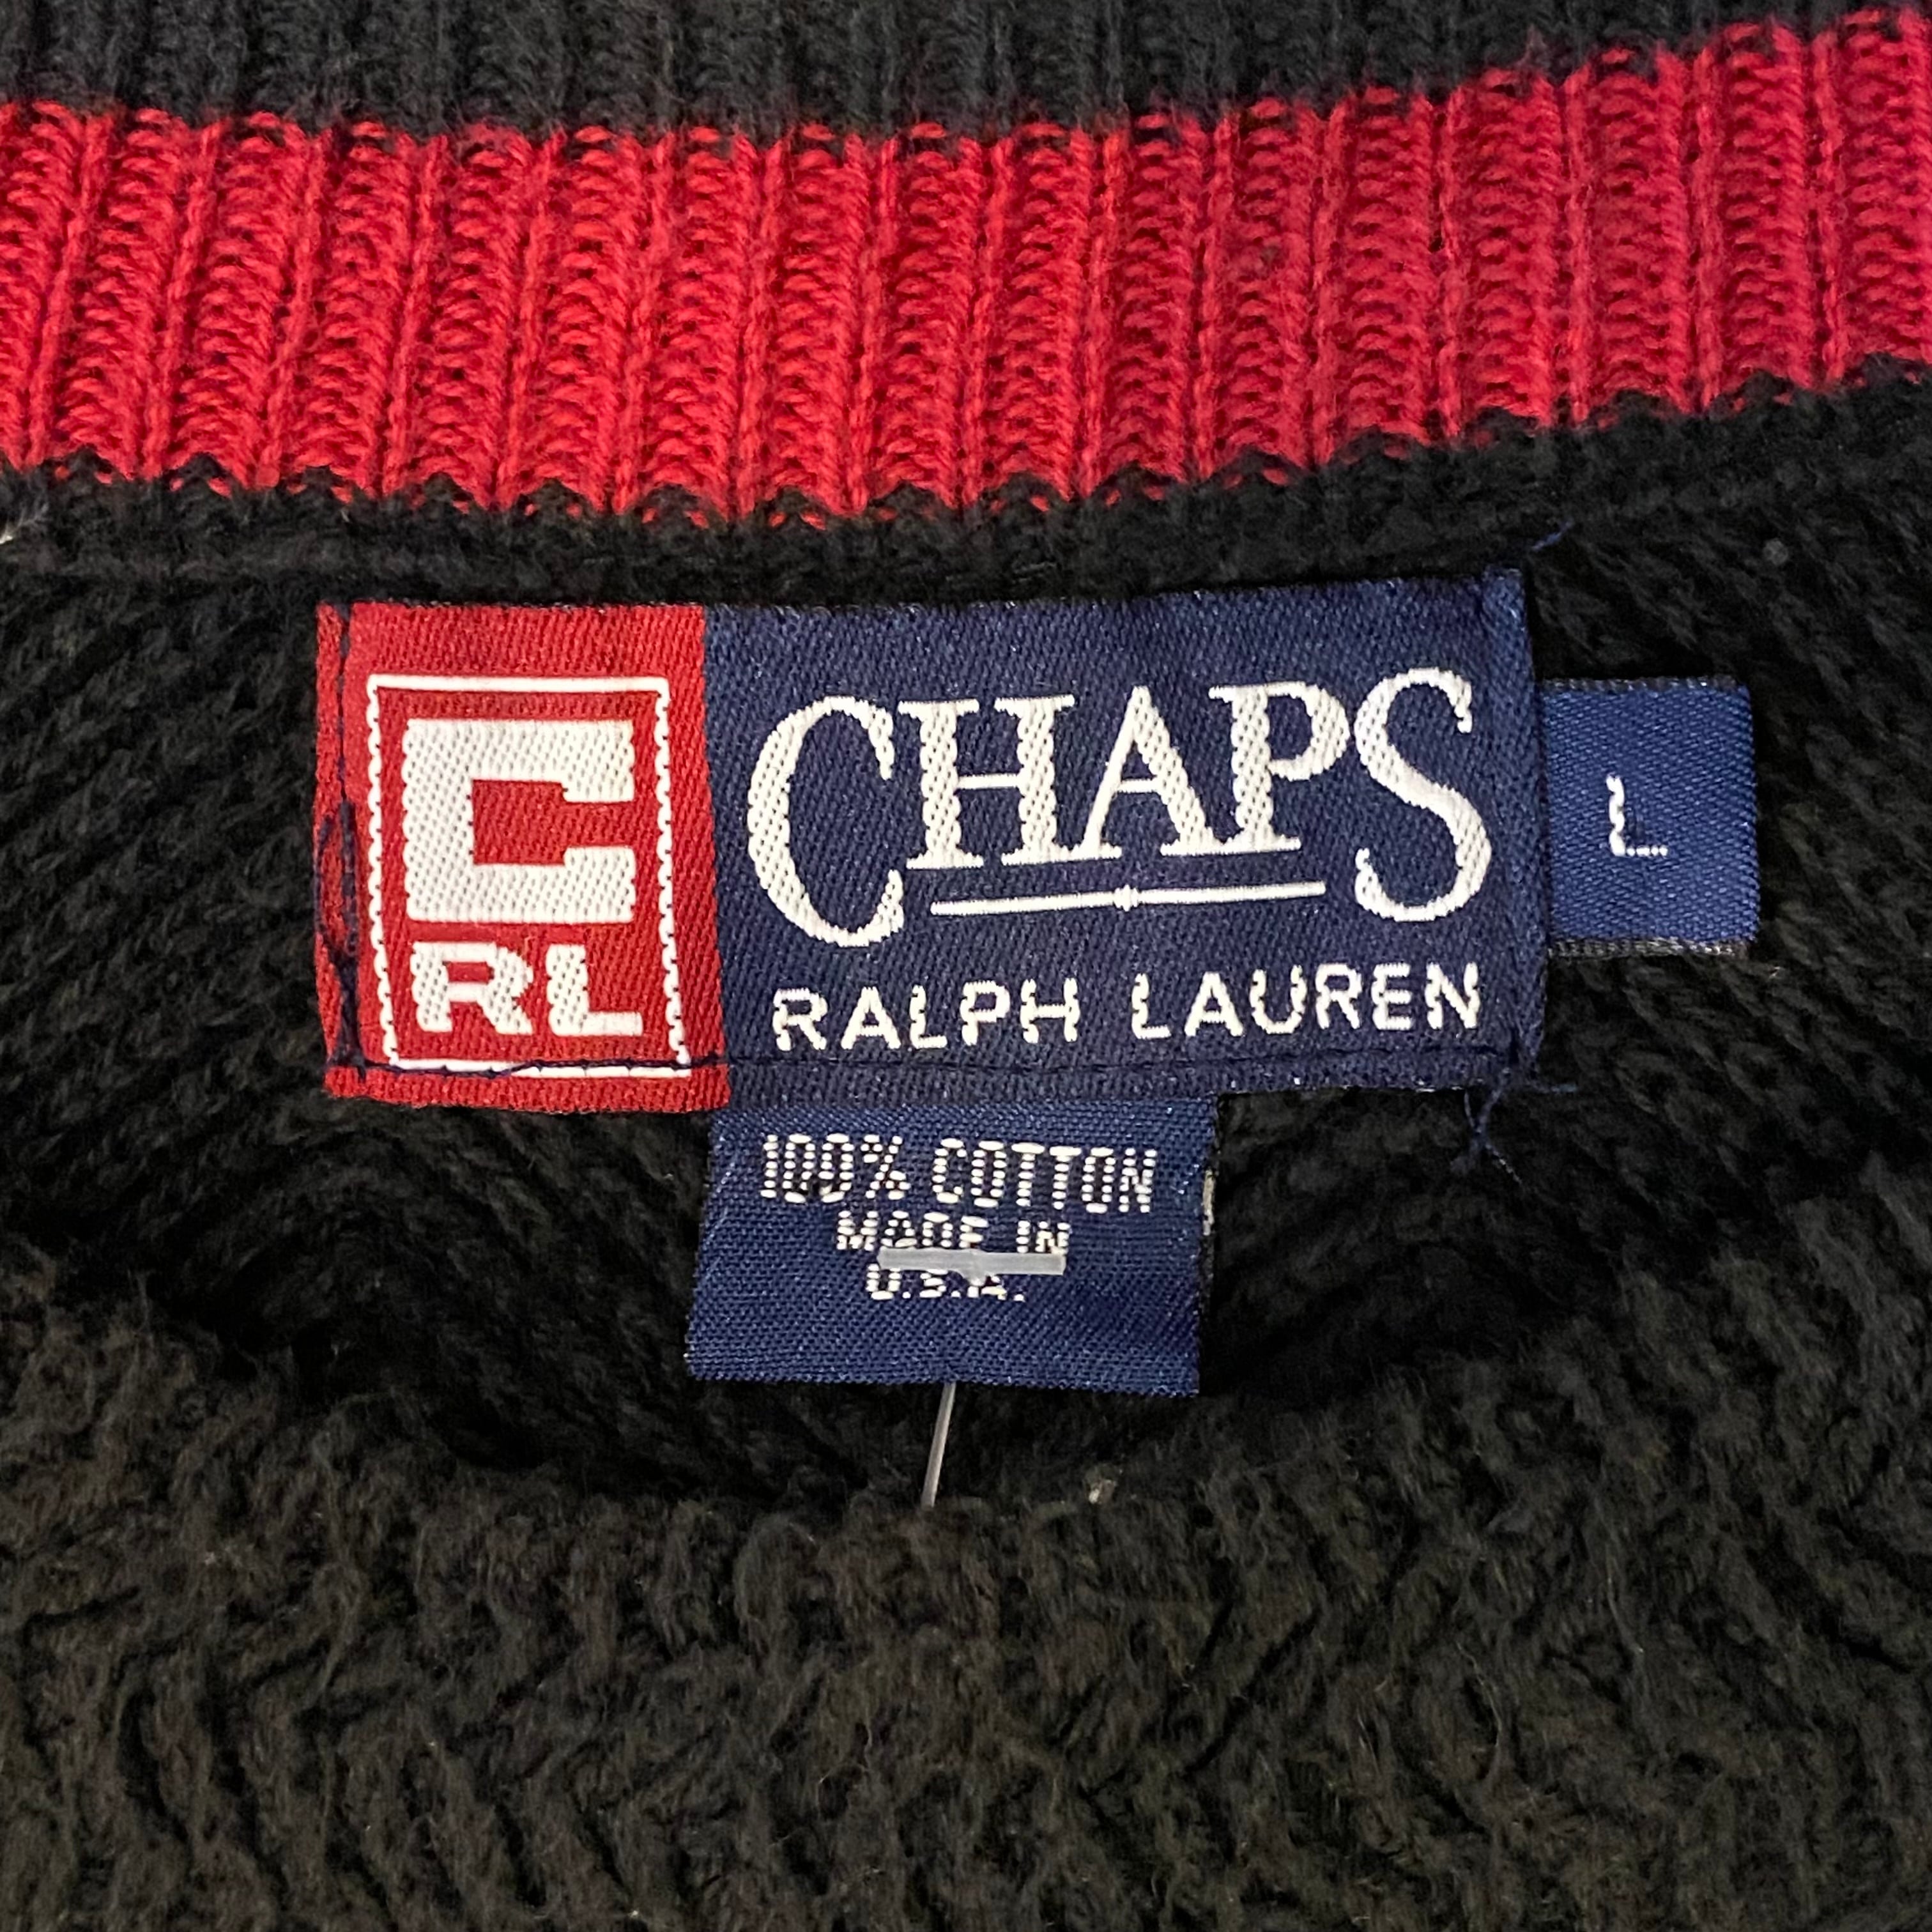 C
RL
CHAPS
RALPH LAUREN
L
100% COTTON
MADE IN
U.S.A.